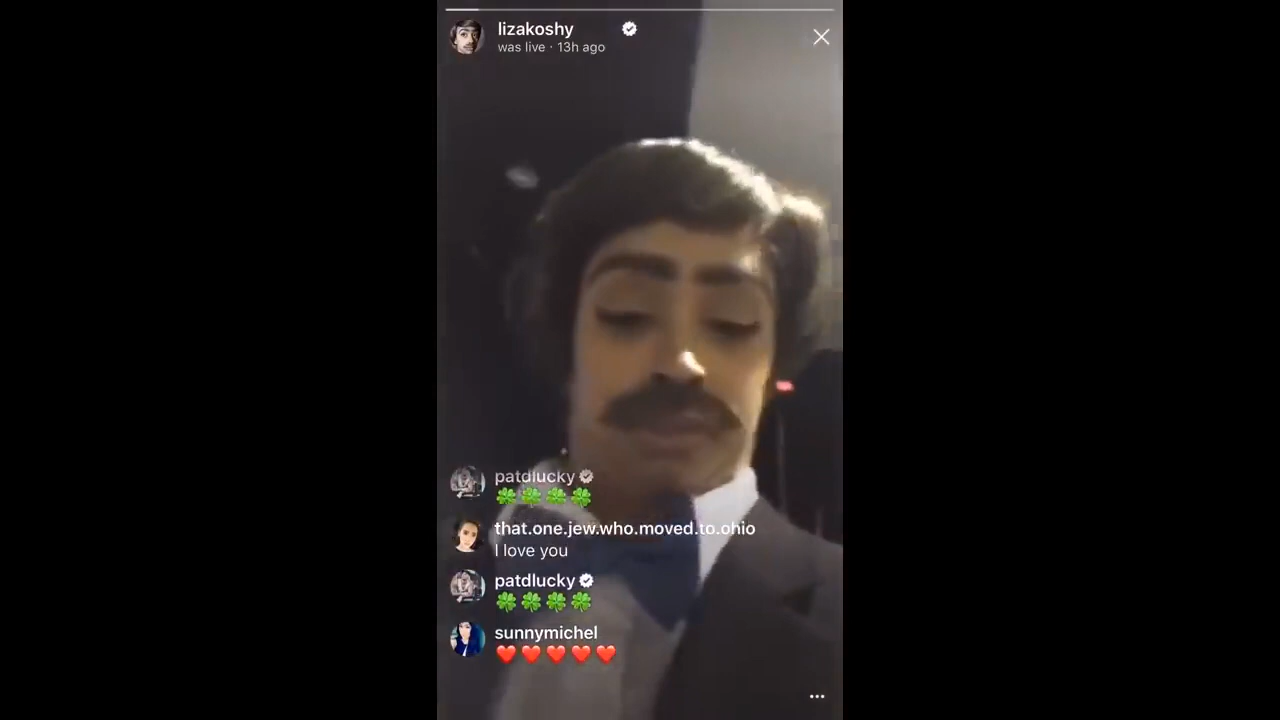 lizakoshy
was live · 13h ago
patdlucky
🍀🍀🍀🍀
that.one.jew.who.moved.to.ohio
I love you
patdlucky
🍀🍀🍀🍀
sunnymichel
❤️❤️❤️❤️❤️